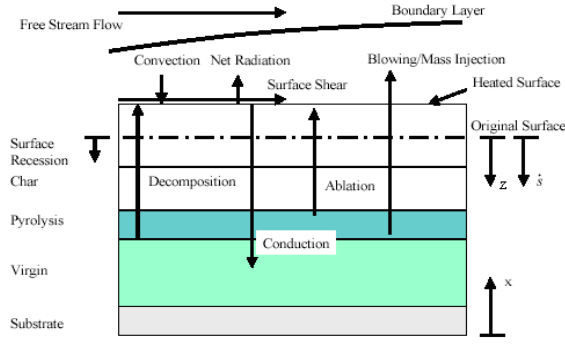 Free Stream Flow
Boundary Layer
Convection
Net Radiation
Blowing/Mass Injection
Surface Shear
Heated Surface
Original Surface
Surface
Recession
Char
Decomposition
Ablation
z
ṡ
Pyrolysis
Conduction
Virgin
x
Substrate